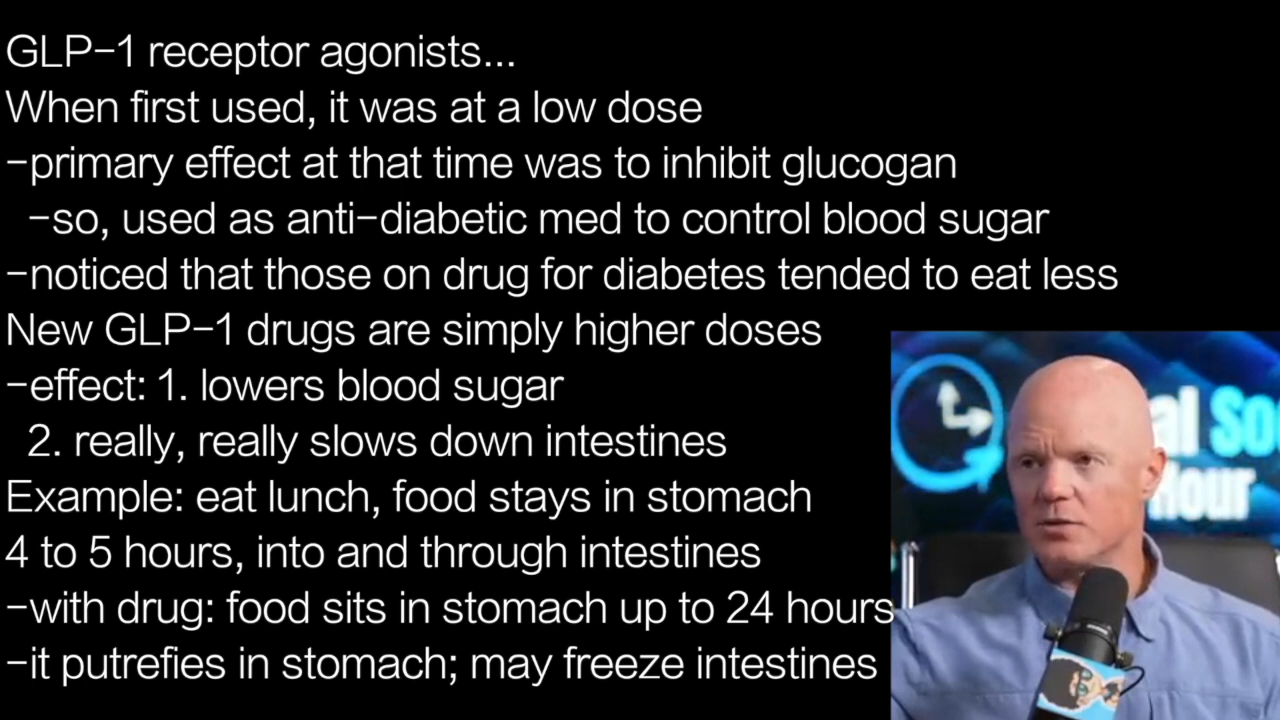 GLP-1 receptor agonists...
When first used, it was at a low dose
-primary effect at that time was to inhibit glucogan
-so, used as anti-diabetic med to control blood sugar
-noticed that those on drug for diabetes tended to eat less
New GLP-1 drugs are simply higher doses
-effect: 1. lowers blood sugar
2. really, really slows down intestines
Example: eat lunch, food stays in stomach
4 to 5 hours, into and through intestines
-with drug: food sits in stomach up to 24 hours
-it putrefies in stomach; may freeze intestines
al So
Hour